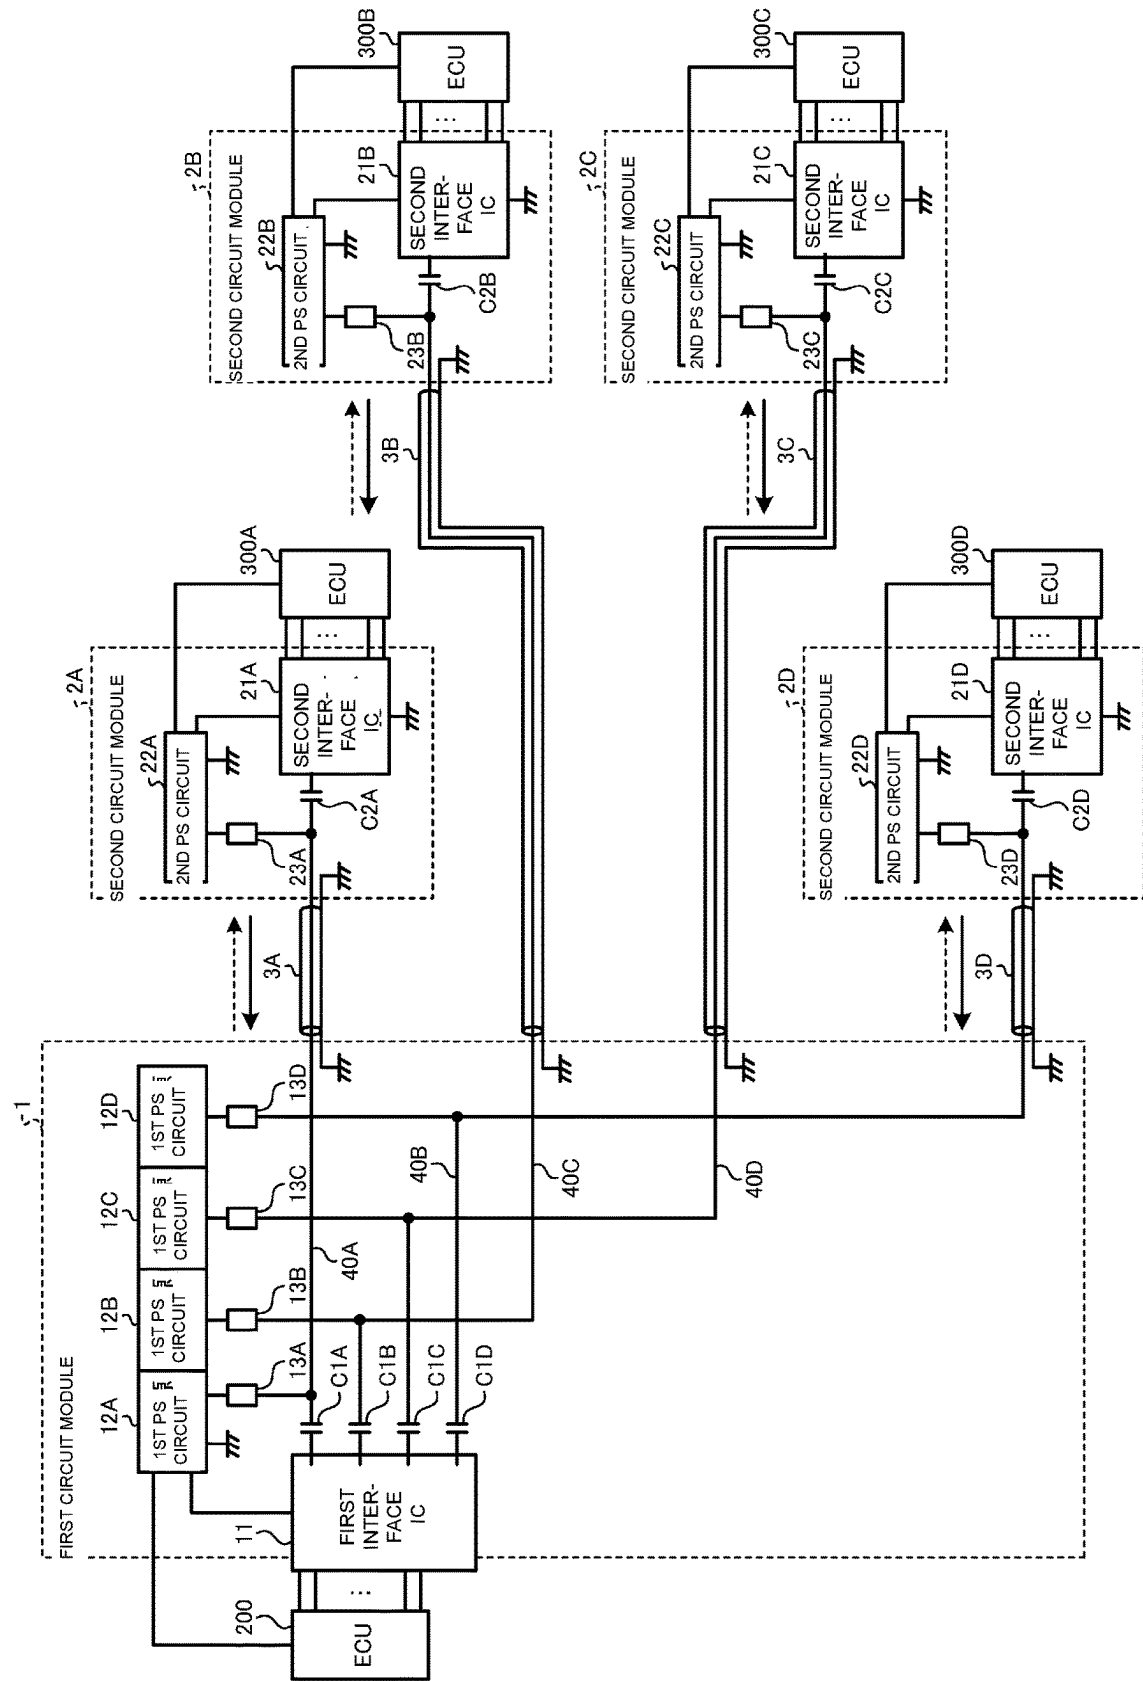 FIRST CIRCUIT MODULE
1
200
ECU
...
11
FIRST
INTER-
FACE
IC
12A
1ST PS
CIRCUIT
12B
1ST PS
CIRCUIT
12C
1ST PS
CIRCUIT
12D
1ST PS
CIRCUIT
13A
13B
13C
13D
C1A
C1B
C1C
C1D
40A
40B
40C
40D
3A
3B
3C
3D
SECOND CIRCUIT MODULE
2A
22A
2ND PS CIRCUIT
23A
C2A
21A
SECOND
INTER-
FACE
IC
...
300A
ECU
SECOND CIRCUIT MODULE
2B
22B
2ND PS CIRCUIT
23B
C2B
21B
SECOND
INTER-
FACE
IC
...
300B
ECU
SECOND CIRCUIT MODULE
2C
22C
2ND PS CIRCUIT
23C
C2C
21C
SECOND
INTER-
FACE
IC
...
300C
ECU
SECOND CIRCUIT MODULE
2D
22D
2ND PS CIRCUIT
23D
C2D
21D
SECOND
INTER-
FACE
IC
...
300D
ECU